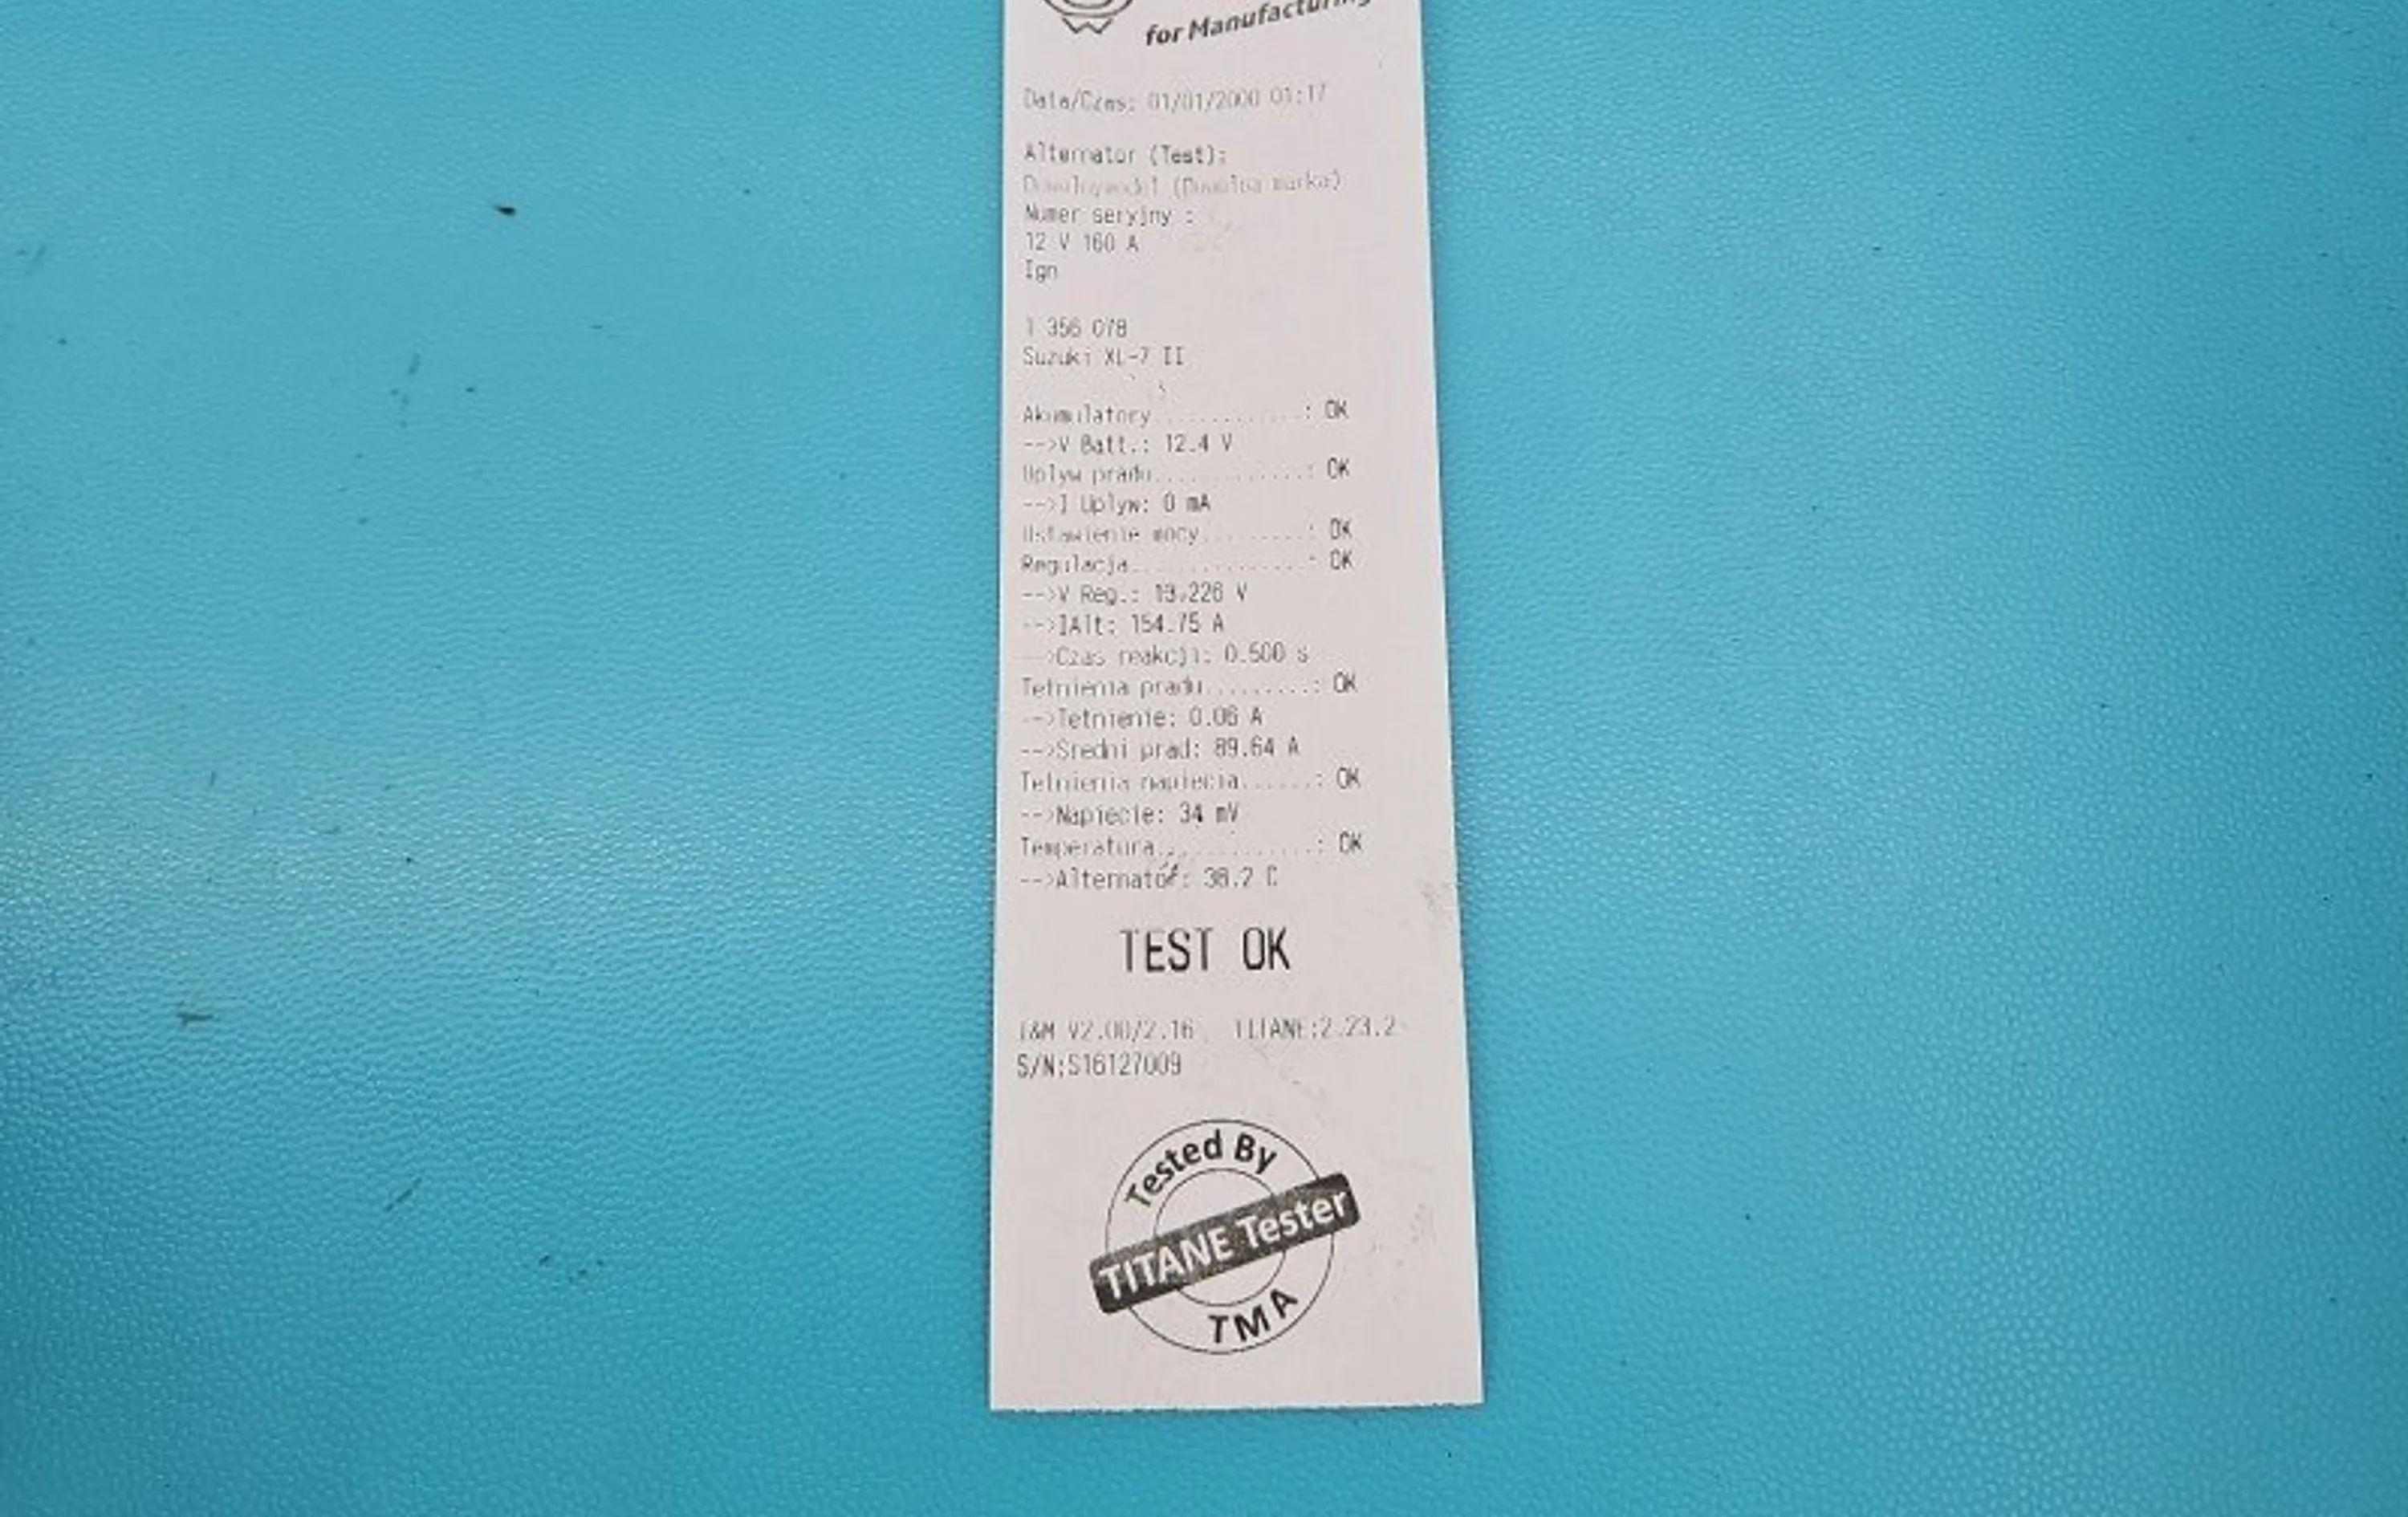 for Manufacturing
Data/Czas: 01/01/2000 01:17
Alternator (Test):
(Dowolna marka)
Numer seryjny :
12 V 160 A
Ign
1 356 078
Suzuki XL-7 II
Akumulatory.............: OK
-->V Batt.: 12.4 V
Uplyw pradu.............: OK
-->I Uplyw: 0 mA
Ustawienie mocy.........: OK
Regulacja...............: OK
-->V Reg.: 13.226 V
-->IAlt: 154.75 A
-->Czas reakcji: 0.500 s
Tetnienia pradu.........: OK
-->Tetnienie: 0.06 A
-->Sredni prad: 89.64 A
Tetnienia napiecia......: OK
-->Napiecie: 34 mV
Temperatura.............: OK
-->Alternator: 38.2 C
TEST OK
I&M V2.00/2.16 TITANE:2.23.2
S/N:S16127009
Tested By
TITANE Tester
TMA